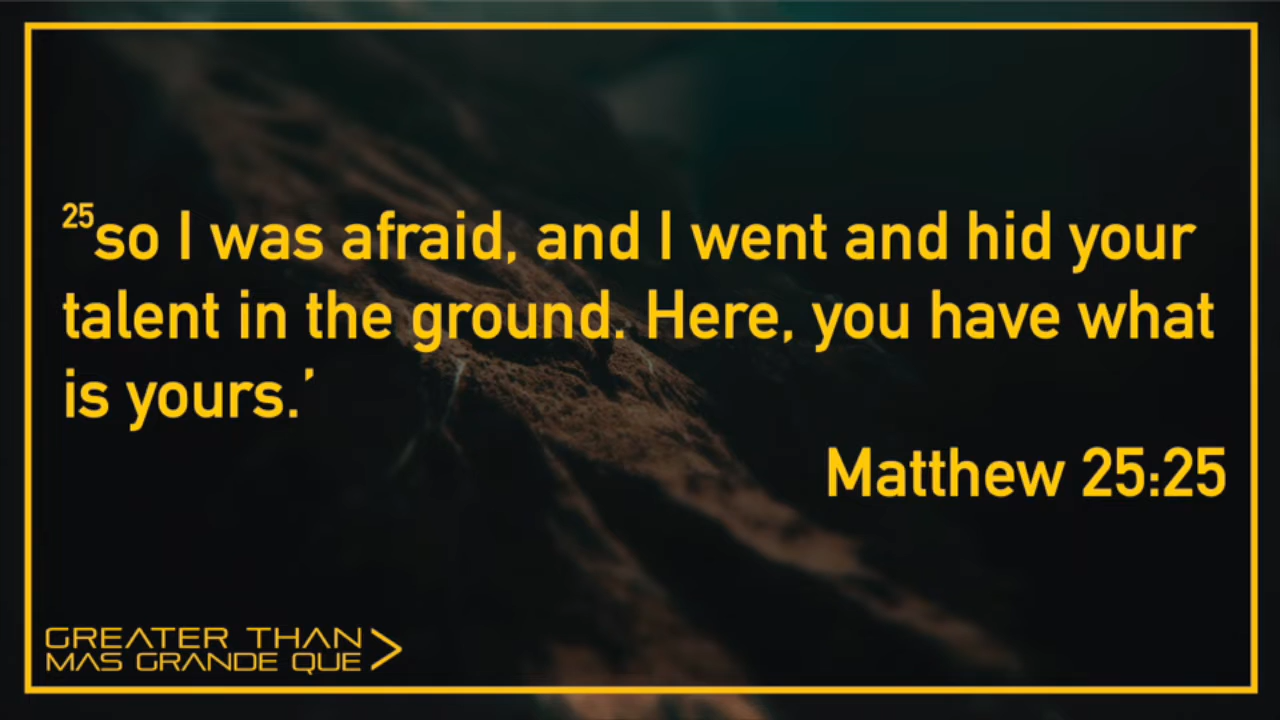 25so I was afraid, and I went and hid your
talent in the ground. Here, you have what
is yours.’
Matthew 25:25
GREATER THAN
MAS GRANDE QUE >